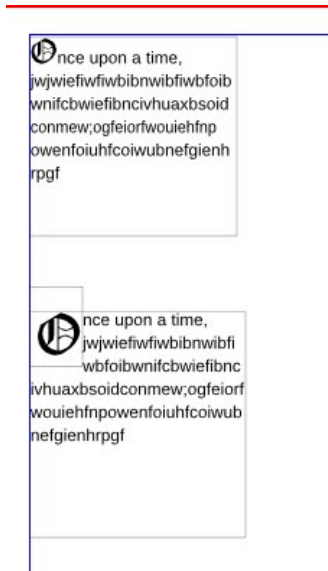 Once upon a time,
jwjwiefiwfiwbibnwibfiwbfoib
wnifcbwiefibncivhuaxbsoid
conmew;ogfeiorfwouiehfnp
owenfoiuhfcoiwubnefgienh
rpgf
Once upon a time,
jwjwiefiwfiwbibnwibfi
wbfoibwnifcbwiefibnc
ivhuaxbsoidconmew;ogfeiorf
wouiehfnpowenfoiuhfcoiwub
nefgienhrpgf